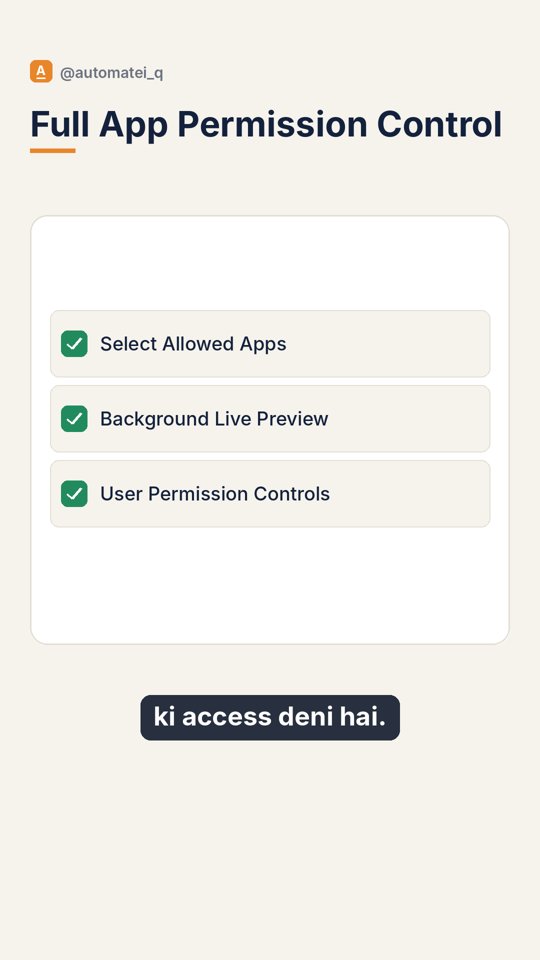 A
@automatei_q
Full App Permission Control
Select Allowed Apps
Background Live Preview
User Permission Controls
ki access deni hai.